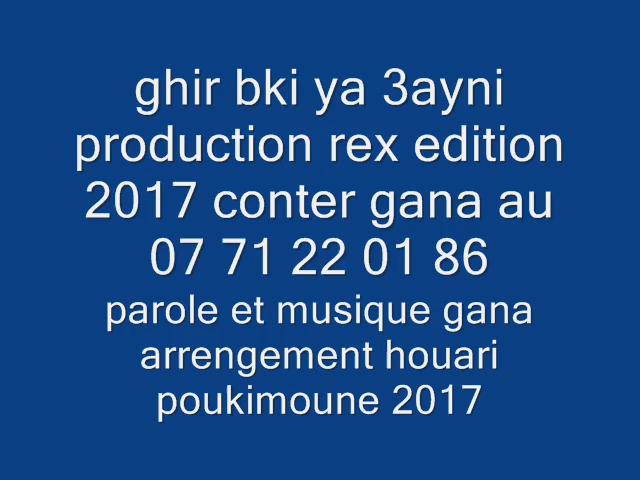 ghir bki ya 3ayni
production rex edition
2017 conter gana au
07 71 22 01 86
parole et musique gana
arrengement houari
poukimoune 2017